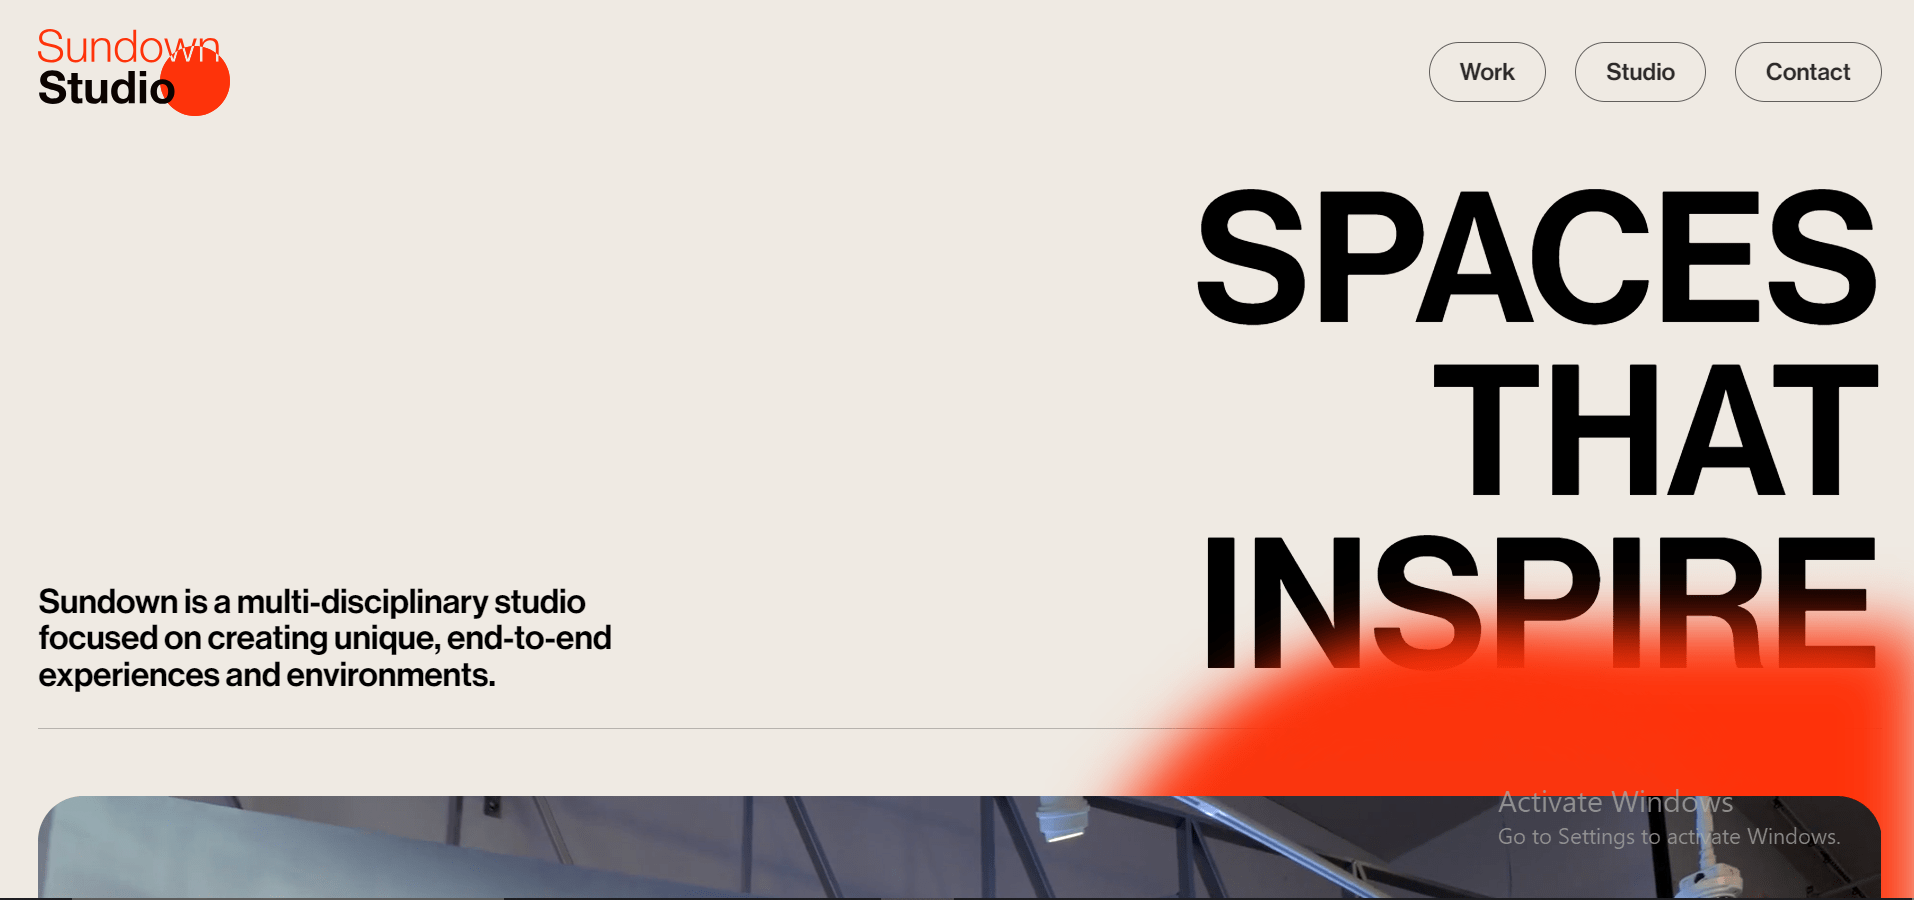 Sundown
Studio
Work
Studio
Contact
SPACES
THAT
INSPIRE
Sundown is a multi-disciplinary studio
focused on creating unique, end-to-end
experiences and environments.
Activate Windows
Go to Settings to activate Windows.